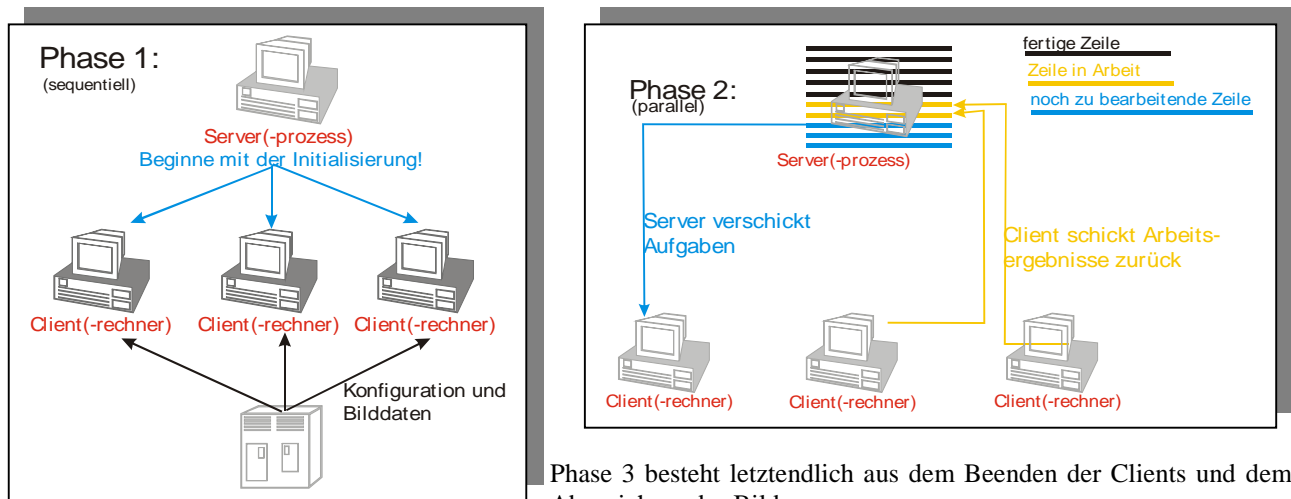 Phase 1:
(sequentiell)
Server(-prozess)
Beginne mit der Initialisierung!
Client(-rechner) Client(-rechner) Client(-rechner)
Konfiguration und
Bilddaten
fertige Zeile
Zeile in Arbeit
noch zu bearbeitende Zeile
Phase 2:
(parallel)
Server(-prozess)
Server verschickt
Aufgaben
Client schickt Arbeits-
ergebnisse zurück
Client(-rechner) Client(-rechner) Client(-rechner)
Phase 3 besteht letztendlich aus dem Beenden der Clients und dem